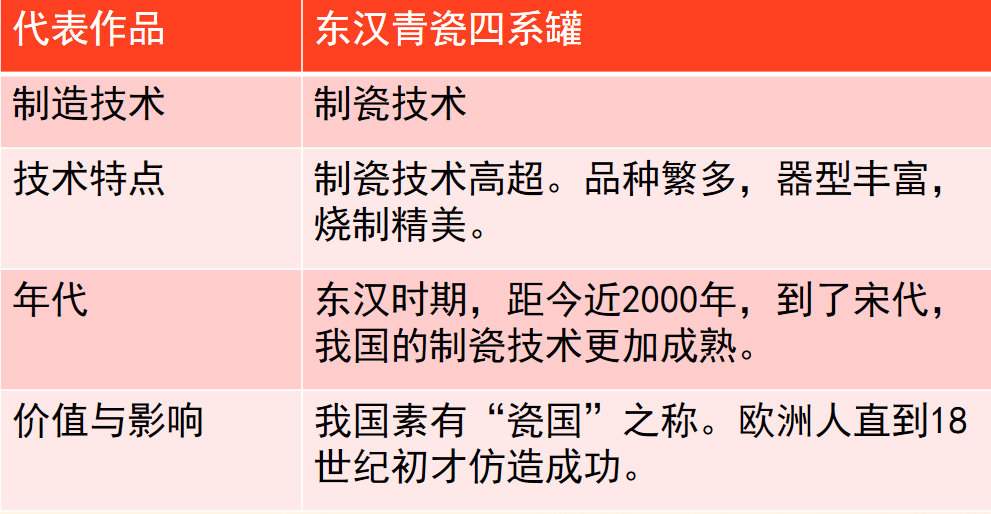 代表作品
东汉青瓷四系罐
制造技术
制瓷技术
技术特点
制瓷技术高超。品种繁多，器型丰富，
烧制精美。
年代
东汉时期，距今近2000年，到了宋代，
我国的制瓷技术更加成熟。
价值与影响
我国素有“瓷国”之称。欧洲人直到18
世纪初才仿造成功。